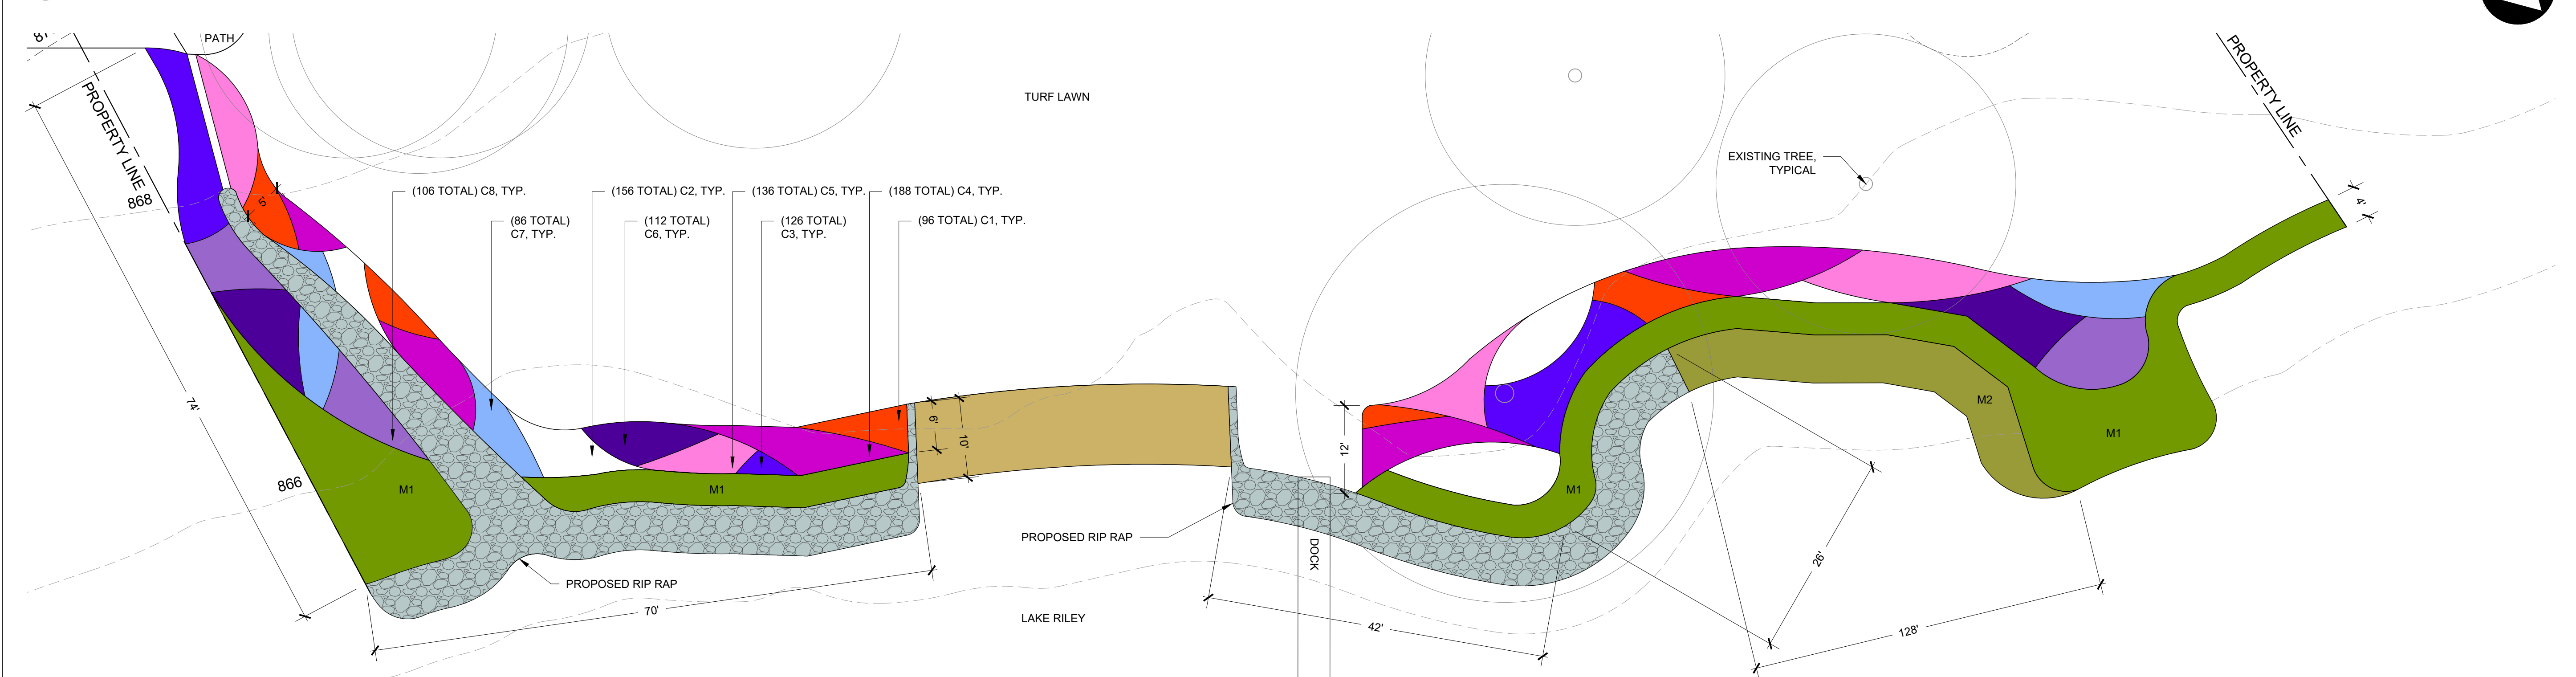 PATH
PROPERTY LINE
868
866
TURF LAWN
EXISTING TREE,
TYPICAL
PROPERTY LINE
(106 TOTAL) C8, TYP.
(156 TOTAL) C2, TYP.
(136 TOTAL) C5, TYP.
(188 TOTAL) C4, TYP.
(86 TOTAL)
C7, TYP.
(112 TOTAL)
C6, TYP.
(126 TOTAL)
C3, TYP.
(96 TOTAL) C1, TYP.
5'
4'
74'
6'
10'
12'
M1
M1
M1
M2
M1
PROPOSED RIP RAP
PROPOSED RIP RAP
DOCK
LAKE RILEY
70'
42'
26'
128'